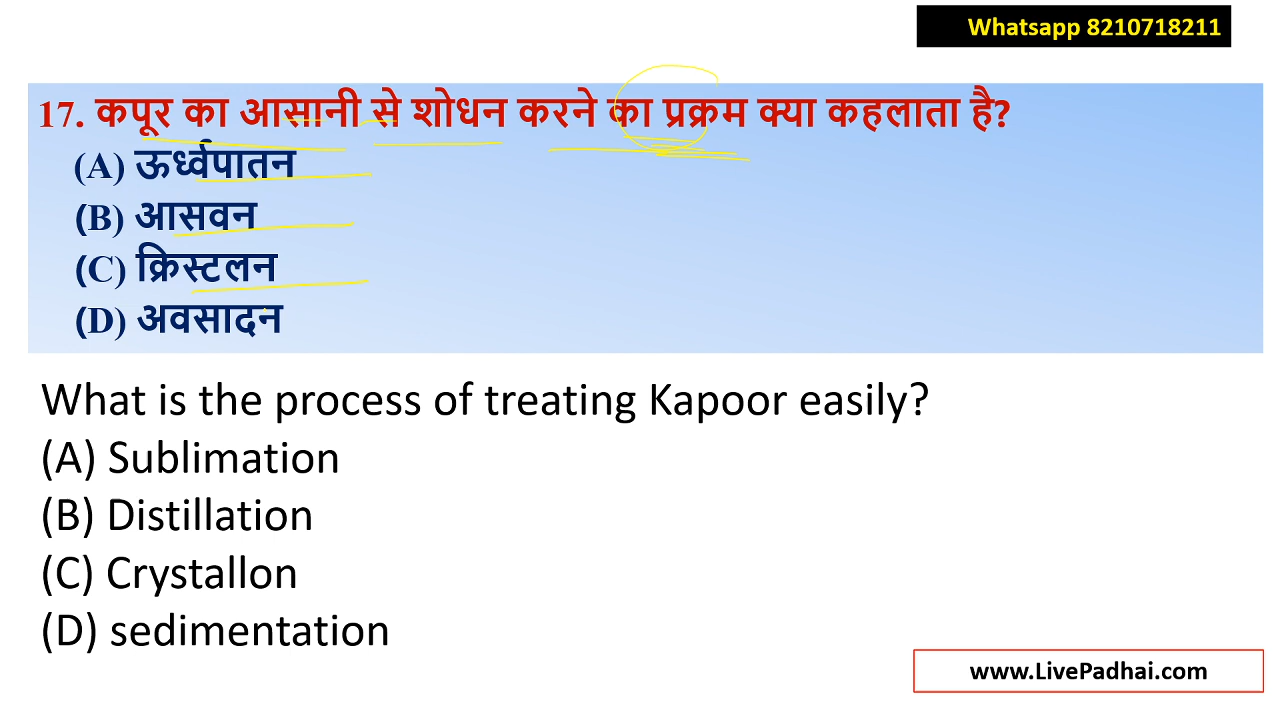 Whatsapp 8210718211
17. कपूर का आसानी से शोधन करने का प्रक्रम क्या कहलाता है?
(A) ऊर्ध्वपातन
(B) आसवन
(C) क्रिस्टलन
(D) अवसादन
What is the process of treating Kapoor easily?
(A) Sublimation
(B) Distillation
(C) Crystallon
(D) sedimentation
www.LivePadhai.com